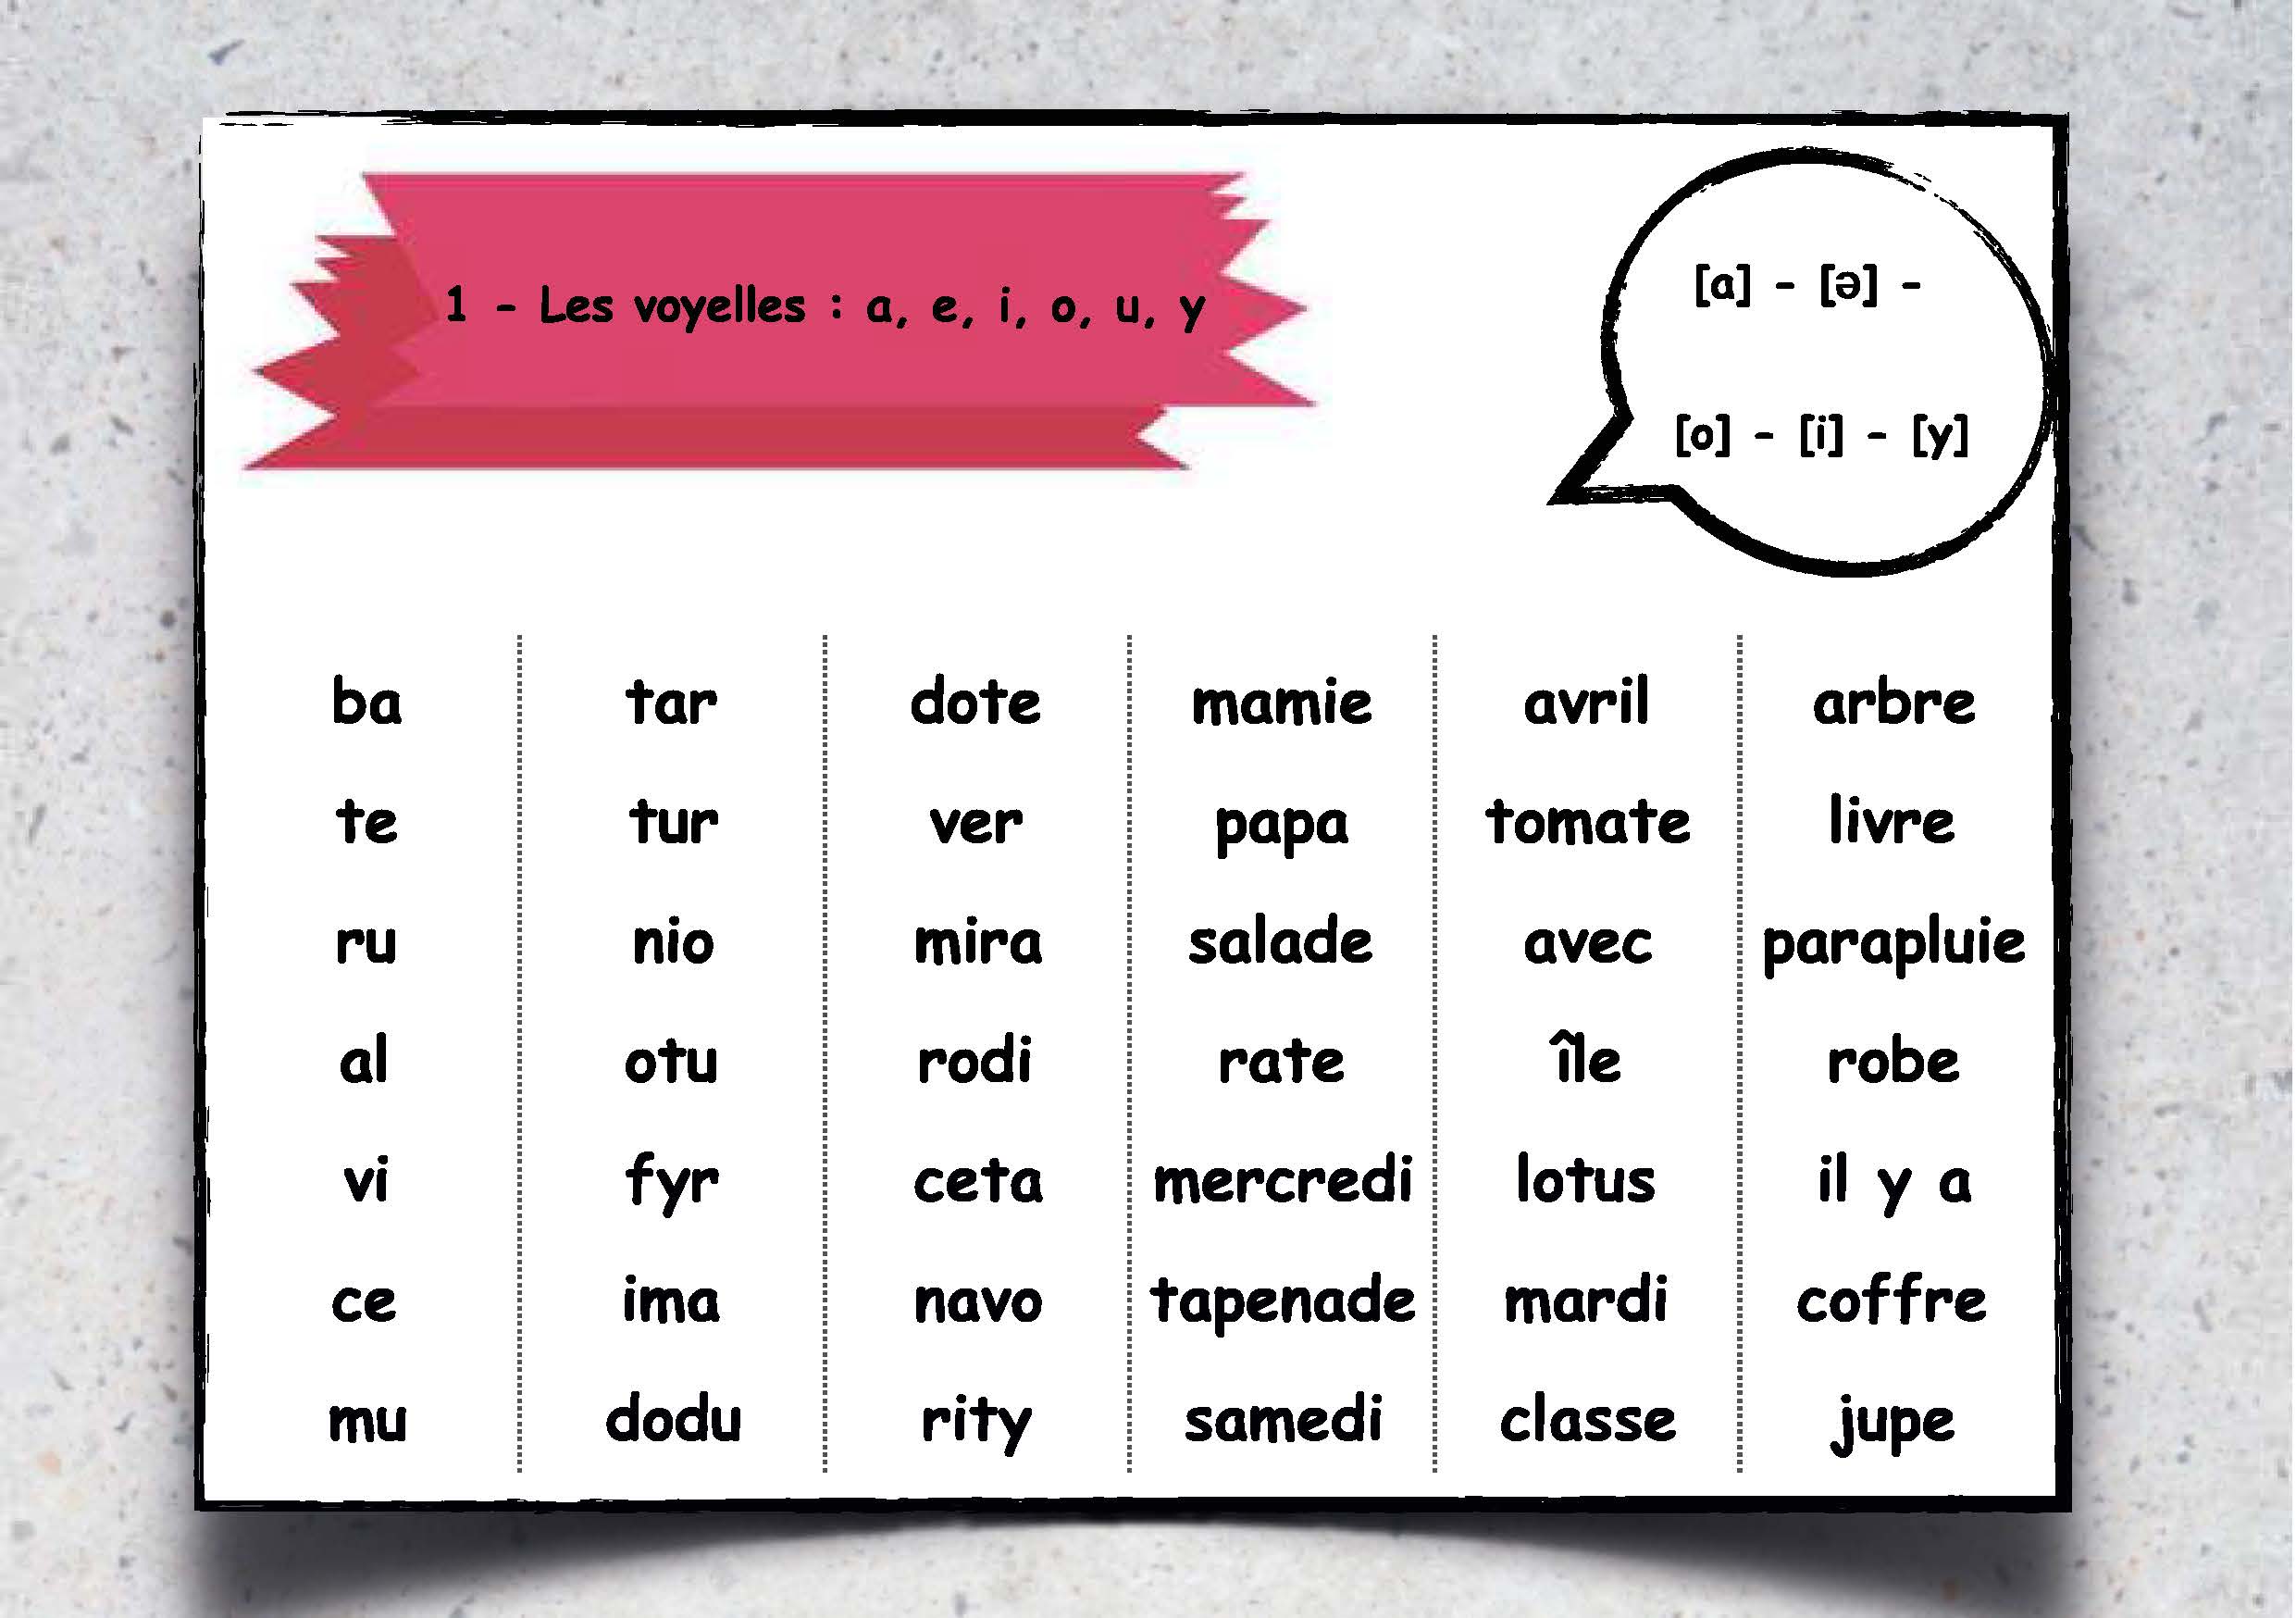 1 - Les voyelles : a, e, i, o, u, y
[a] - [ə] -
[o] - [i] - [y]
ba tar dote mamie avril arbre
te tur ver papa tomate livre
ru nio mira salade avec parapluie
al otu rodi rate île robe
vi fyr ceta mercredi lotus il y a
ce ima navo tapenade mardi coffre
mu dodu rity samedi classe jupe